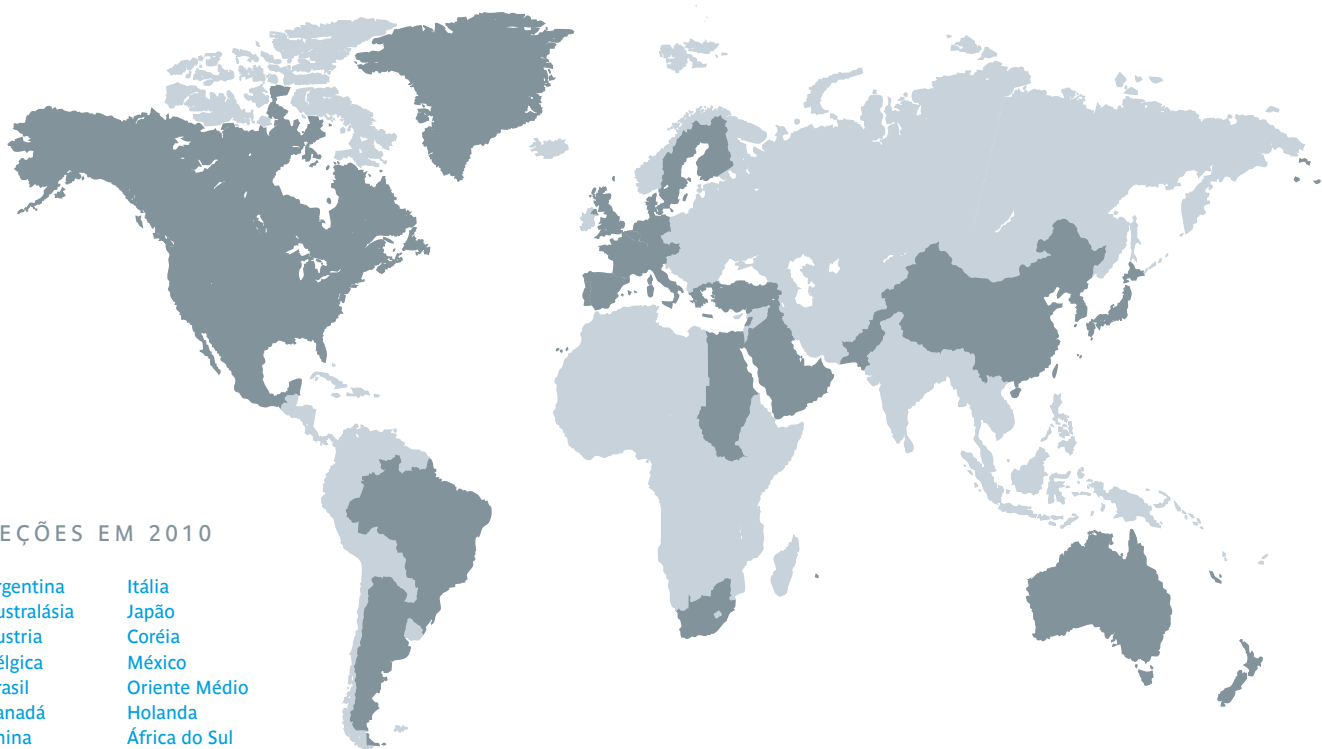 EÇÕES EM 2010
rgentina
ustralásia
ustria
élgica
rasil
anadá
hina
Itália
Japão
Coréia
México
Oriente Médio
Holanda
África do Sul